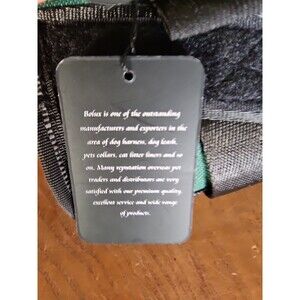 Bolux is one of the outstanding
manufacturers and exporters in the
area of dog harness, dog leash,
pets collars, cat litter liners and so
on. Many reputation overseas pet
traders and distributors are very
satisfied with our premium quality,
excellent service and wide range
of products.